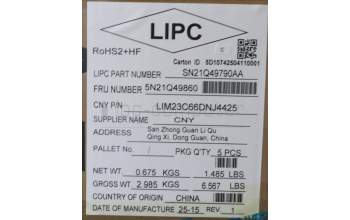 LIPC
RoHS2+HF
Carton ID 5D10742504110001
LIPC PART NUMBER SN21Q49790AA
FRU NUMBER 5N21Q49860
CNY P/N LIM23C66DNJ4425
SUPPLIER NAME CNY
ADDRESS San Zhong Guan Li Qu
Qing Xi, Dong Guan, China
PALLET NO. / PKG Q'TY 5 PCS
NET WT 0.675 KGS 1.485 LBS
GROSS WT 2.985 KGS 6.567 LBS
COUNTRY OF ORIGIN CHINA
DATE OF MANUFACTURE 25-15 REV. 1